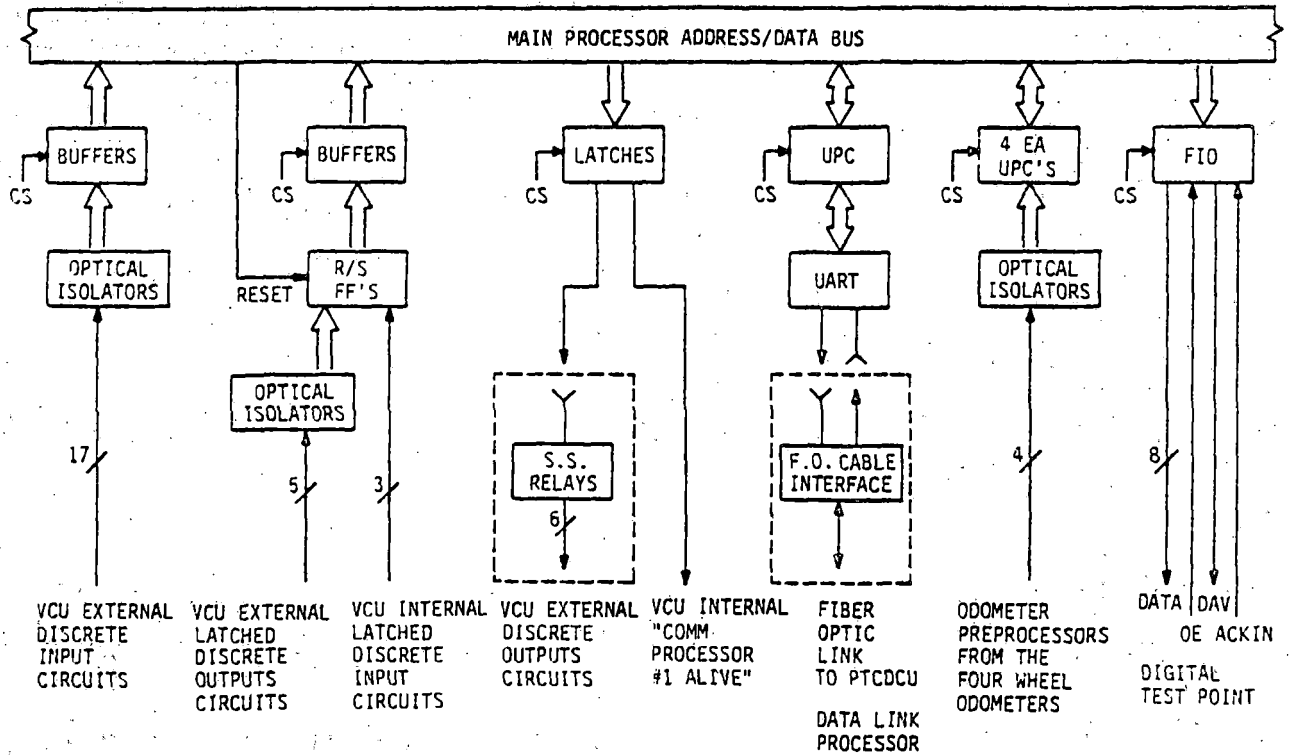 MAIN PROCESSOR ADDRESS/DATA BUS
BUFFERS
CS
OPTICAL
ISOLATORS
17
VCU EXTERNAL
DISCRETE
INPUT
CIRCUITS
BUFFERS
CS
R/S
FF'S
RESET
OPTICAL
ISOLATORS
5
3
VCU EXTERNAL
LATCHED
DISCRETE
OUTPUTS
CIRCUITS
VCU INTERNAL
LATCHED
DISCRETE
INPUT
CIRCUITS
LATCHES
CS
S.S.
RELAYS
6
VCU EXTERNAL
DISCRETE
OUTPUTS
CIRCUITS
VCU INTERNAL
"COMM
PROCESSOR
#1 ALIVE"
UPC
CS
UART
F.O. CABLE
INTERFACE
FIBER
OPTIC
LINK
TO PTCDCU
DATA LINK
PROCESSOR
4 EA
UPC'S
CS
OPTICAL
ISOLATORS
4
ODOMETER
PREPROCESSORS
FROM THE
FOUR WHEEL
ODOMETERS
FIO
CS
8
DATA DAV
OE ACKIN
DIGITAL
TEST POINT